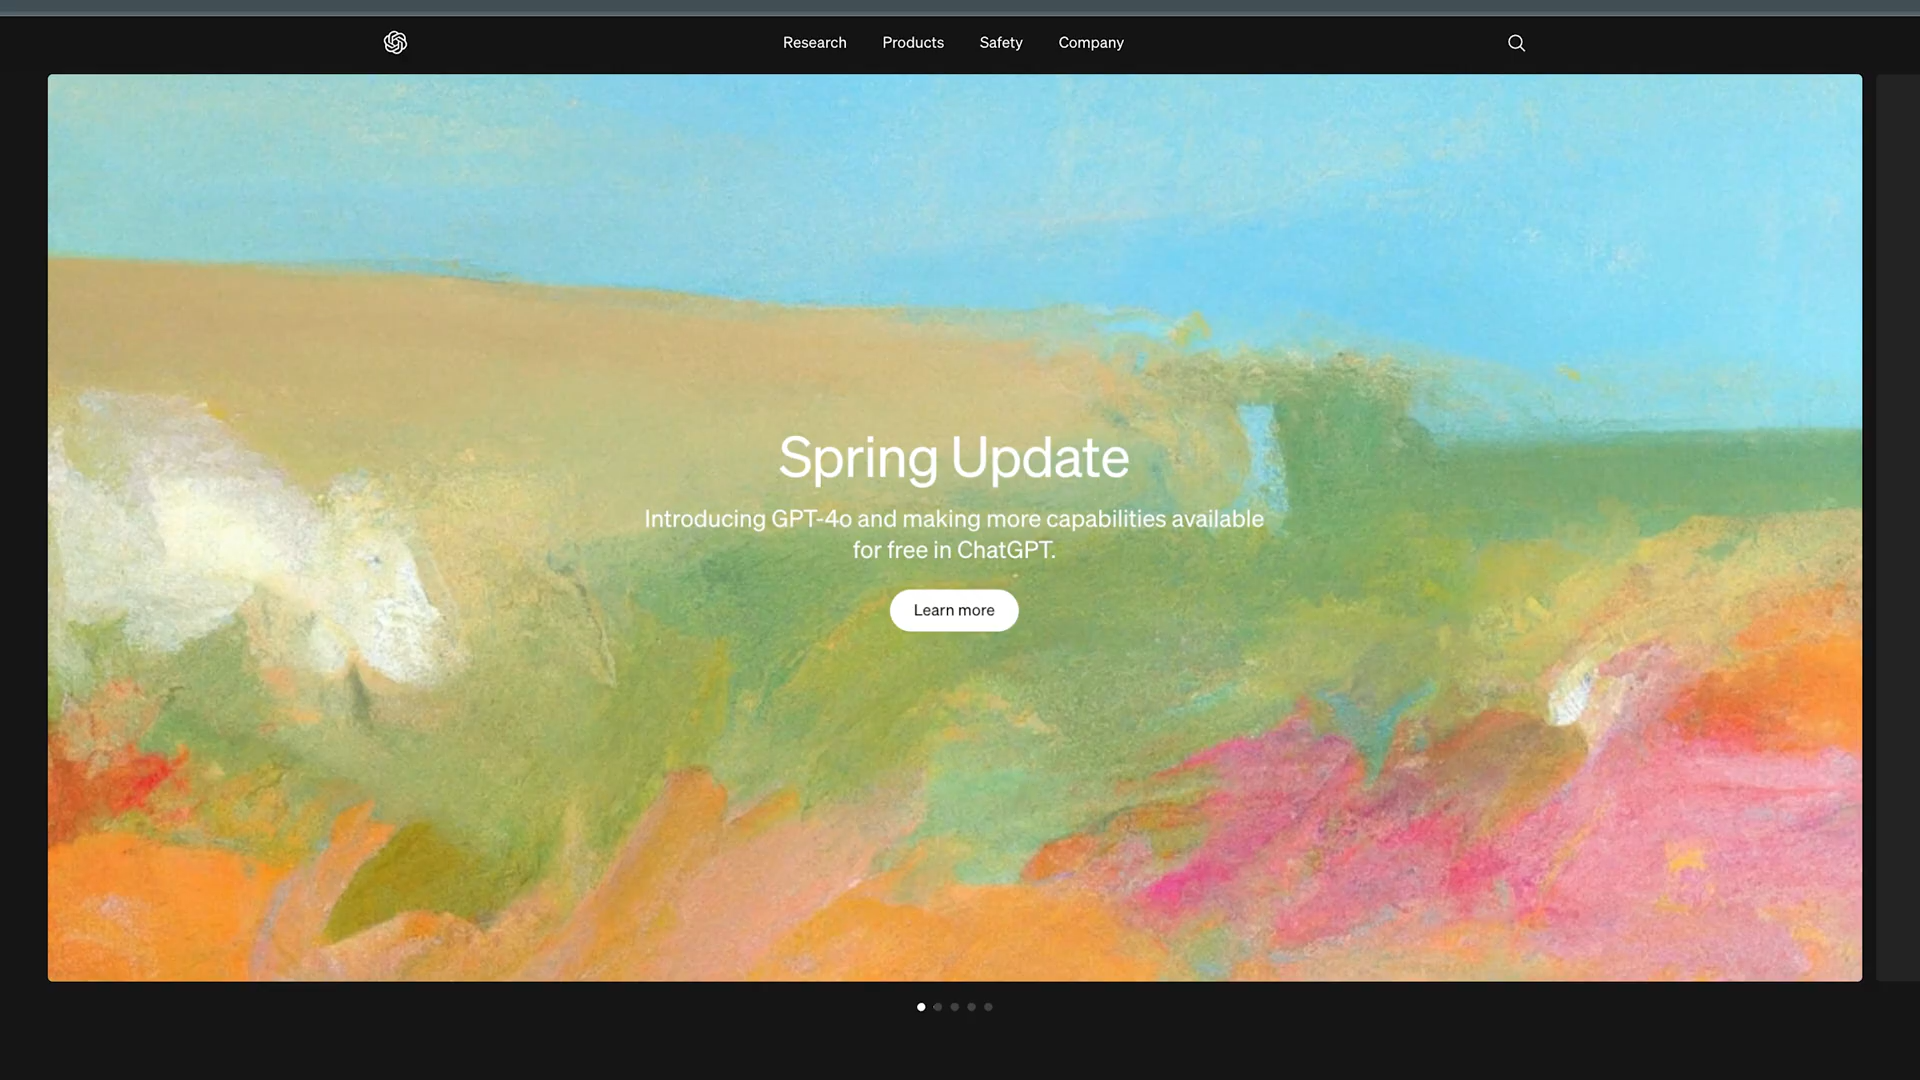 Research Products Safety Company
Spring Update
Introducing GPT-4o and making more capabilities available
for free in ChatGPT.
Learn more